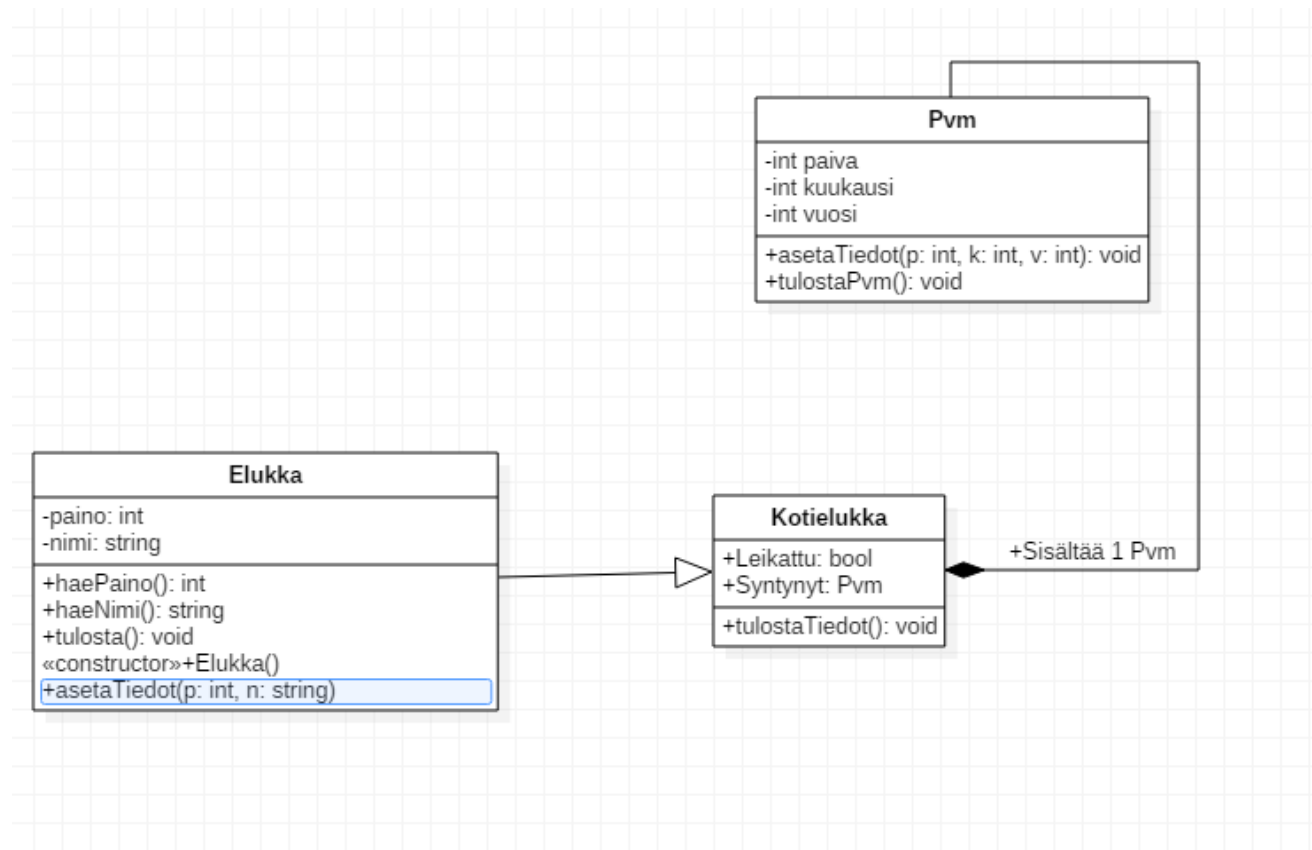 Pvm
-int paiva
-int kuukausi
-int vuosi
+asetaTiedot(p: int, k: int, v: int): void
+tulostaPvm(): void
Elukka
-paino: int
-nimi: string
+haePaino(): int
+haeNimi(): string
+tulosta(): void
«constructor»+Elukka()
+asetaTiedot(p: int, n: string)
Kotielukka
+Leikattu: bool
+Syntynyt: Pvm
+tulostaTiedot(): void
+Sisältää 1 Pvm